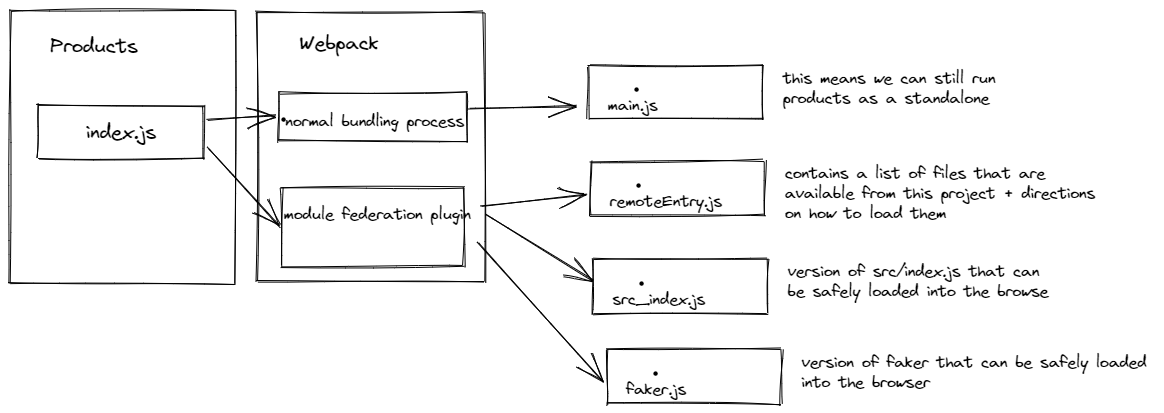 Products
index.js
Webpack
normal bundling process
module federation plugin
main.js
this means we can still run
products as a standalone
remoteEntry.js
contains a list of files that are
available from this project + directions
on how to load them
src_index.js
version of src/index.js that can
be safely loaded into the browse
faker.js
version of faker that can be safely loaded
into the browser